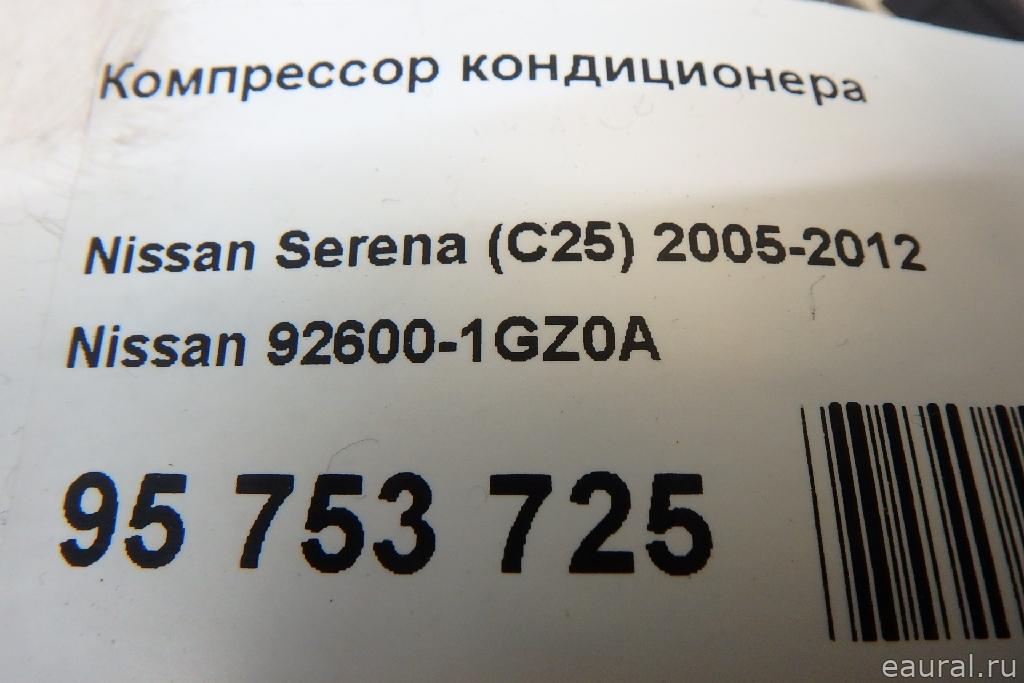 Компрессор кондиционера
Nissan Serena (C25) 2005-2012
Nissan 92600-1GZ0A
95 753 725
eaural.ru